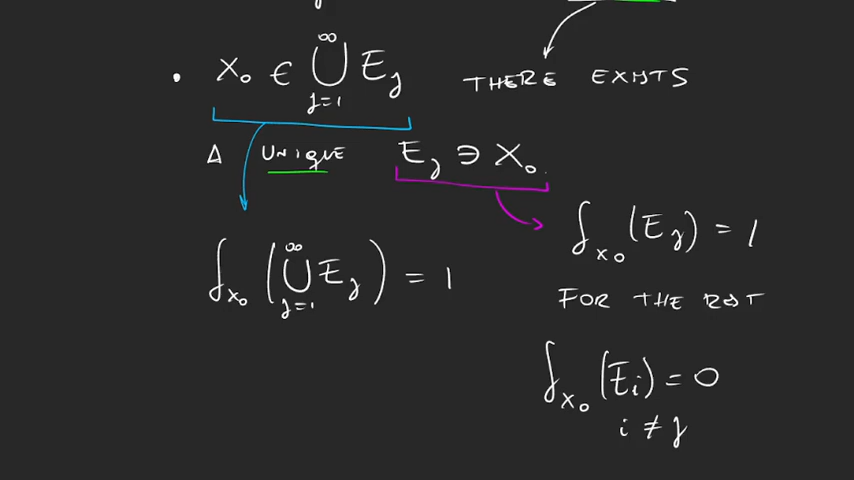 • X₀ ∈ ⋃_{j=1}^{∞} E_j THERE EXISTS
A UNIQUE E_j ∋ X₀
δ_{x₀}(E_j) = 1
δ_{x₀}(⋃_{j=1}^{∞} E_j) = 1
FOR THE REST
δ_{x₀}(E_i) = 0
i ≠ j